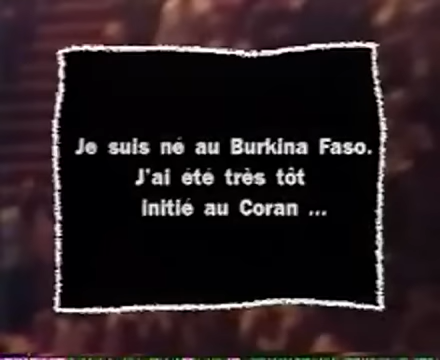 Je suis né au Burkina Faso.
J'ai été très tôt
initié au Coran ...